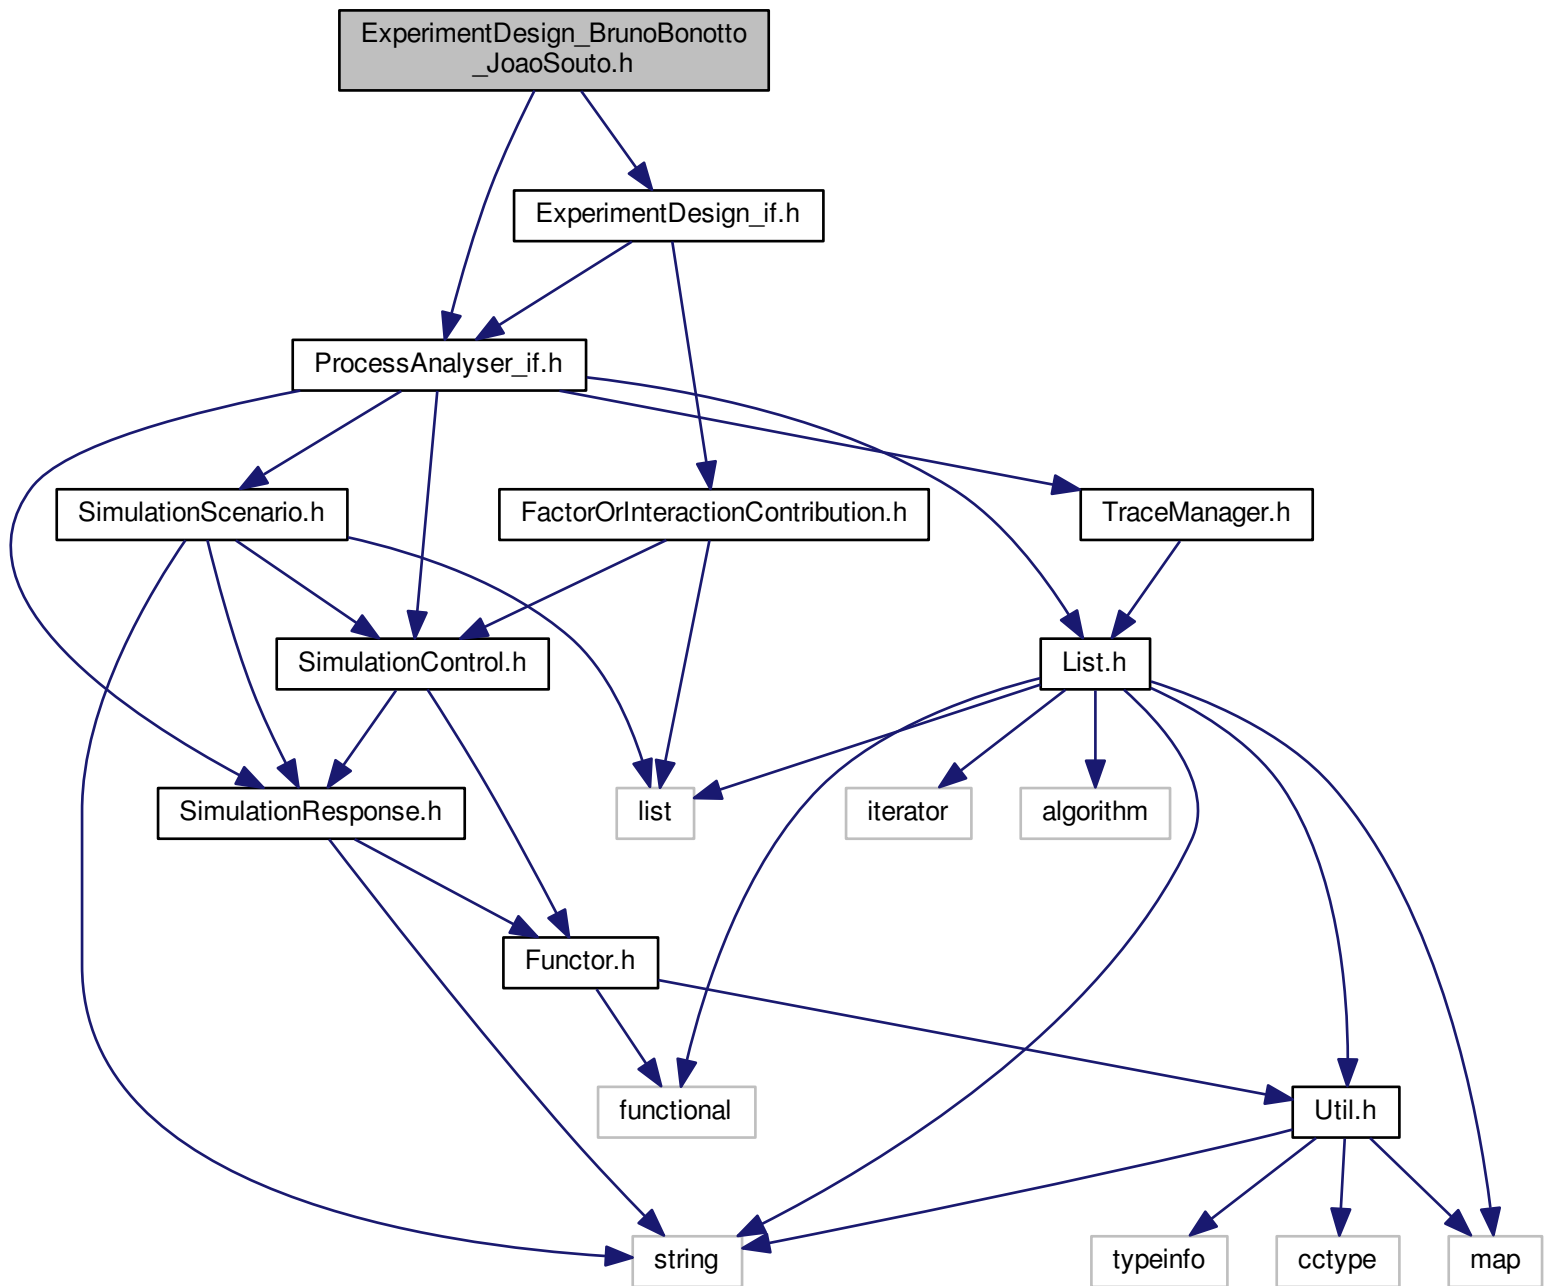 ExperimentDesign_BrunoBonotto
_JoaoSouto.h
ExperimentDesign_if.h
ProcessAnalyser_if.h
SimulationScenario.h
FactorOrInteractionContribution.h
TraceManager.h
SimulationControl.h
List.h
SimulationResponse.h
list
iterator
algorithm
Functor.h
functional
Util.h
string
typeinfo
cctype
map